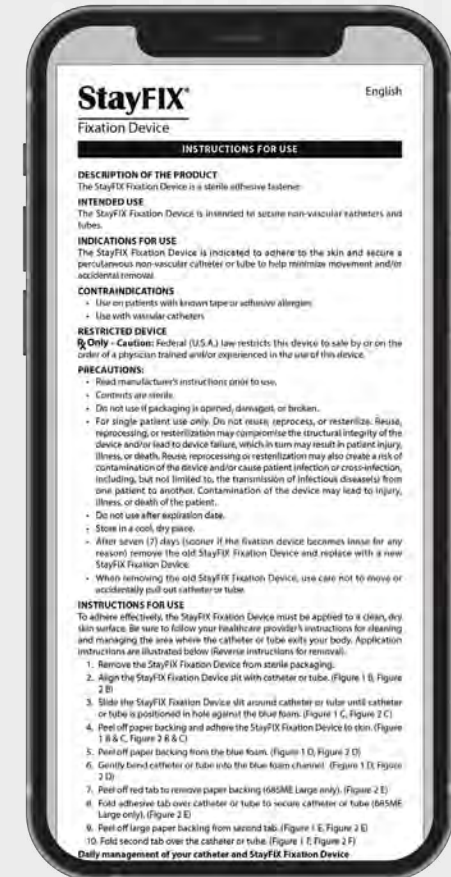 StayFIX®
English
Fixation Device
INSTRUCTIONS FOR USE
DESCRIPTION OF THE PRODUCT
The StayFIX Fixation Device is a sterile adhesive fastener
INTENDED USE
The StayFIX Fixation Device is intended to secure non-vascular catheters and
tubes.
INDICATIONS FOR USE
The StayFIX Fixation Device is indicated to adhere to the skin and secure a
percutaneous non-vascular catheter or tube to help minimize movement and/or
accidental removal.
CONTRAINDICATIONS
• Use on patients with known tape or adhesive allergies
• Use with vascular catheters
RESTRICTED DEVICE
℞ Only - Caution: Federal (U.S.A.) law restricts this device to sale by or on the
order of a physician trained and/or experienced in the use of this device.
PRECAUTIONS:
• Read manufacturer's instructions prior to use.
• Contents are sterile.
• Do not use if packaging is opened, damaged, or broken.
• For single patient use only. Do not reuse, reprocess, or resterilize. Reuse,
reprocessing, or resterilization may compromise the structural integrity of the
device and/or lead to device failure, which in turn may result in patient injury,
illness, or death. Reuse, reprocessing or resterilization may also create a risk of
contamination of the device and/or cause patient infection or cross-infection,
including, but not limited to, the transmission of infectious disease(s) from
one patient to another. Contamination of the device may lead to injury,
illness, or death of the patient.
• Do not use after expiration date.
• Store in a cool, dry place.
• After seven (7) days (sooner if the fixation device becomes loose for any
reason) remove the old StayFIX Fixation Device and replace with a new
StayFIX Fixation Device.
• When removing the old StayFIX Fixation Device, use care not to move or
accidentally pull out catheter or tube.
INSTRUCTIONS FOR USE
To adhere effectively, the StayFIX Fixation Device must be applied to a clean, dry
skin surface. Be sure to follow your healthcare provider's instructions for cleaning
and managing the area where the catheter or tube exits your body. Application
instructions are illustrated below (Reverse instructions for removal).
1. Remove the StayFIX Fixation Device from sterile packaging.
2. Align the StayFIX Fixation Device slit with catheter or tube. (Figure 1 B, Figure
2 B)
3. Slide the StayFIX Fixation Device slit around catheter or tube until catheter
or tube is positioned in hole against the blue foam. (Figure 1 C, Figure 2 C)
4. Peel off paper backing and adhere the StayFIX Fixation Device to skin. (Figure
1 B & C, Figure 2 B & C)
5. Peel off paper backing from the blue foam. (Figure 1 D, Figure 2 D)
6. Gently bend catheter or tube into the blue foam channel. (Figure 1 D, Figure
2 D)
7. Peel off red tab to remove paper backing (685ME Large only). (Figure 2 E)
8. Fold adhesive tab over catheter or tube to secure catheter or tube (685ME
Large only). (Figure 2 E)
9. Peel off large paper backing from second tab. (Figure 1 E, Figure 2 E)
10. Fold second tab over the catheter or tube. (Figure 1 F, Figure 2 F)
Daily management of your catheter and StayFIX Fixation Device